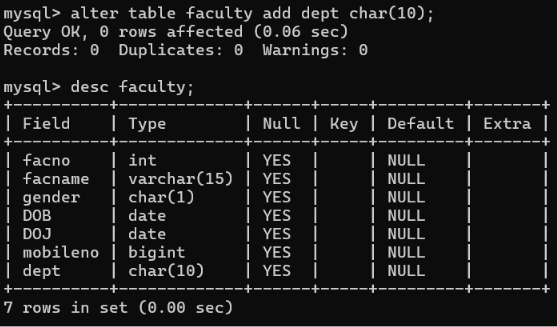 mysql> alter table faculty add dept char(10);
Query OK, 0 rows affected (0.06 sec)
Records: 0  Duplicates: 0  Warnings: 0

mysql> desc faculty;
+----------+-------------+------+-----+---------+-------+
| Field    | Type        | Null | Key | Default | Extra |
+----------+-------------+------+-----+---------+-------+
| facno    | int         | YES  |     | NULL    |       |
| facname  | varchar(15) | YES  |     | NULL    |       |
| gender   | char(1)     | YES  |     | NULL    |       |
| DOB      | date        | YES  |     | NULL    |       |
| DOJ      | date        | YES  |     | NULL    |       |
| mobileno | bigint      | YES  |     | NULL    |       |
| dept     | char(10)    | YES  |     | NULL    |       |
+----------+-------------+------+-----+---------+-------+
7 rows in set (0.00 sec)